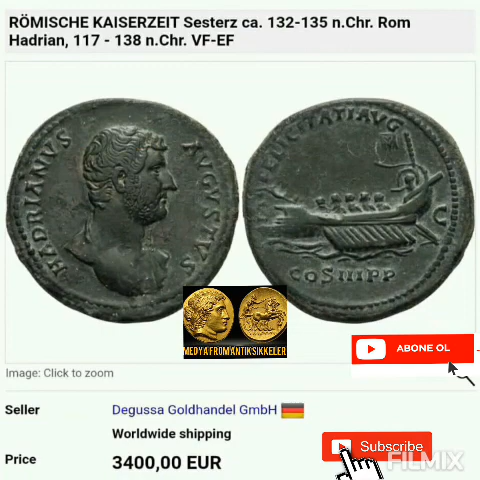 RÖMISCHE KAISERZEIT Sesterz ca. 132-135 n.Chr. Rom
Hadrian, 117 - 138 n.Chr. VF-EF
HADRIANVS
AVGVSTVS
FELICITATI AVG
C
COS III P P
MEDYAFROMANTIKSIKKELER
ABONE OL
Image: Click to zoom
Seller
Degussa Goldhandel GmbH
Worldwide shipping
Subscribe
Price
3400,00 EUR
FILMIX